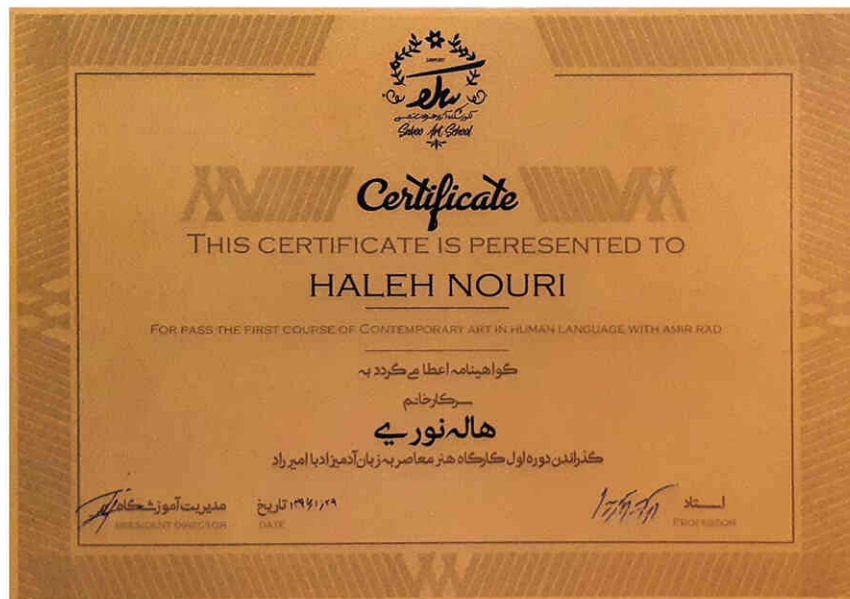 سکو
Sakoo Art School
Certificate
THIS CERTIFICATE IS PERESENTED TO
HALEH NOURI
FOR PASS THE FIRST COURSE OF CONTEMPORARY ART IN HUMAN LANGUAGE WITH AMIR RAD
گواهینامه اعطا می گردد به
سرکار خانم
هاله نوری
گذراندن دوره اول کارگاه هنر معاصر به زبان آدمیزاد با امیر راد
استاد
PROFESSOR
تاریخ
DATE
مدیریت آموزشگاه
PRESIDENT DIRECTOR